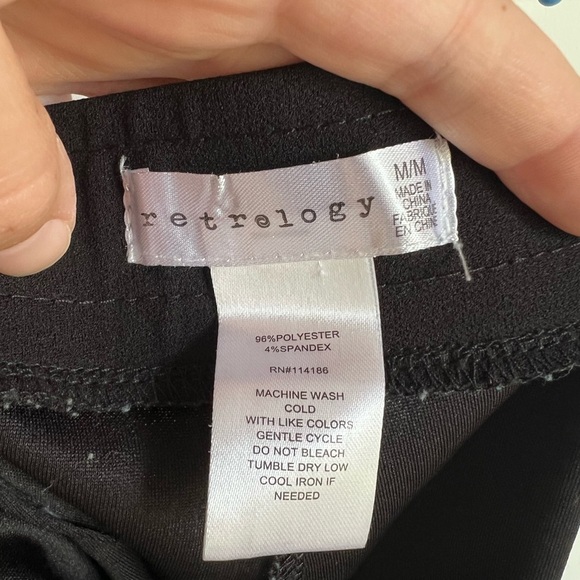 retrology
M/M
MADE IN
CHINA
FABRIQUÉ
EN CHINE
96%POLYESTER
4%SPANDEX
RN#114186
MACHINE WASH
COLD
WITH LIKE COLORS
GENTLE CYCLE
DO NOT BLEACH
TUMBLE DRY LOW
COOL IRON IF
NEEDED